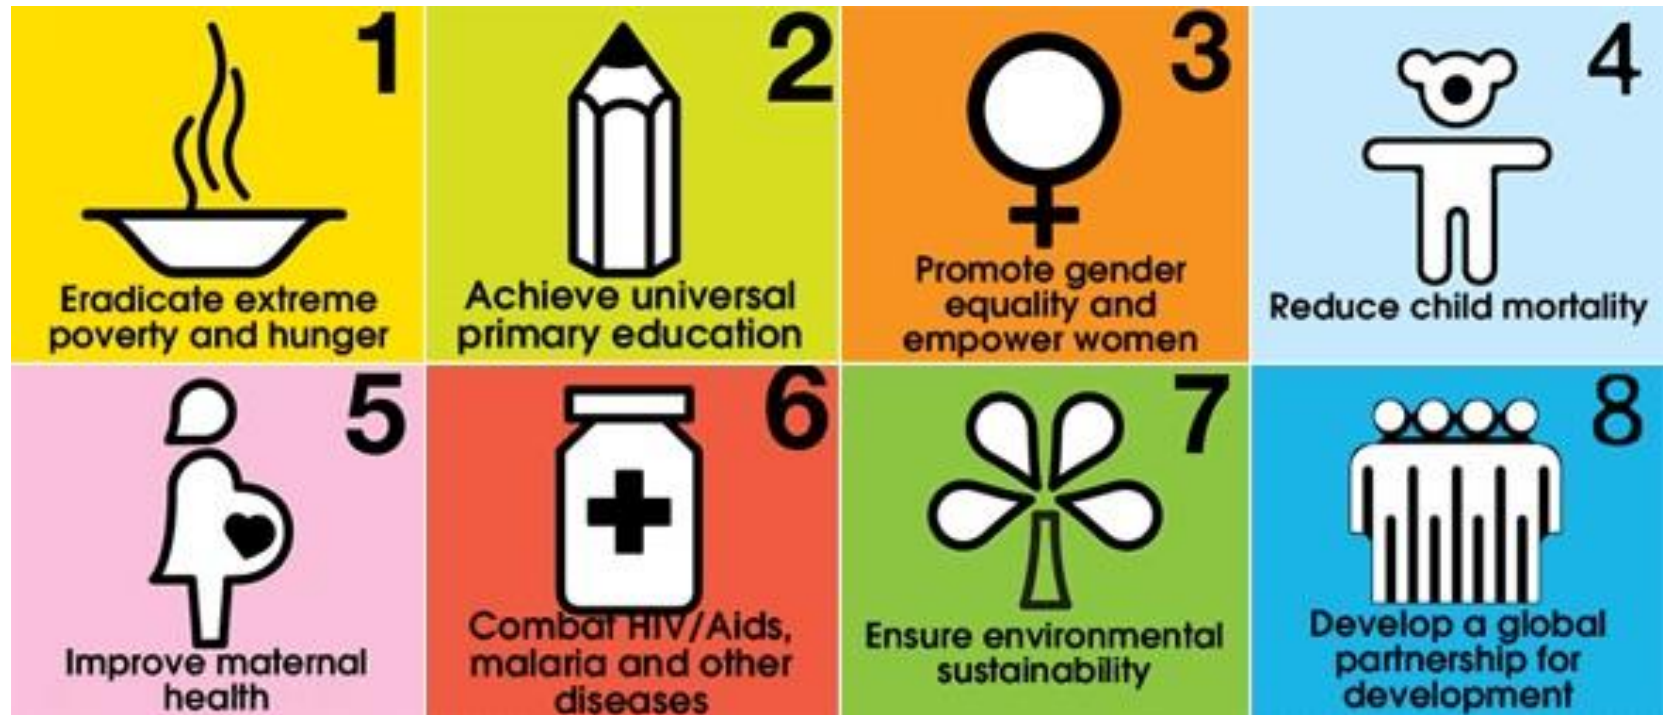 1
Eradicate extreme
poverty and hunger
2
Achieve universal
primary education
3
Promote gender
equality and
empower women
4
Reduce child mortality
5
Improve maternal
health
6
Combat HIV/Aids,
malaria and other
diseases
7
Ensure environmental
sustainability
8
Develop a global
partnership for
development